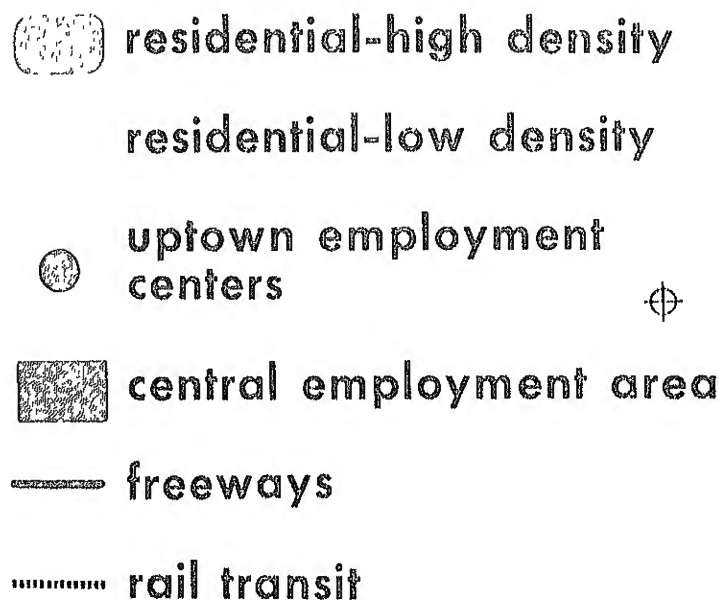 residential-high density
residential-low density
uptown employment
centers
central employment area
freeways
rail transit